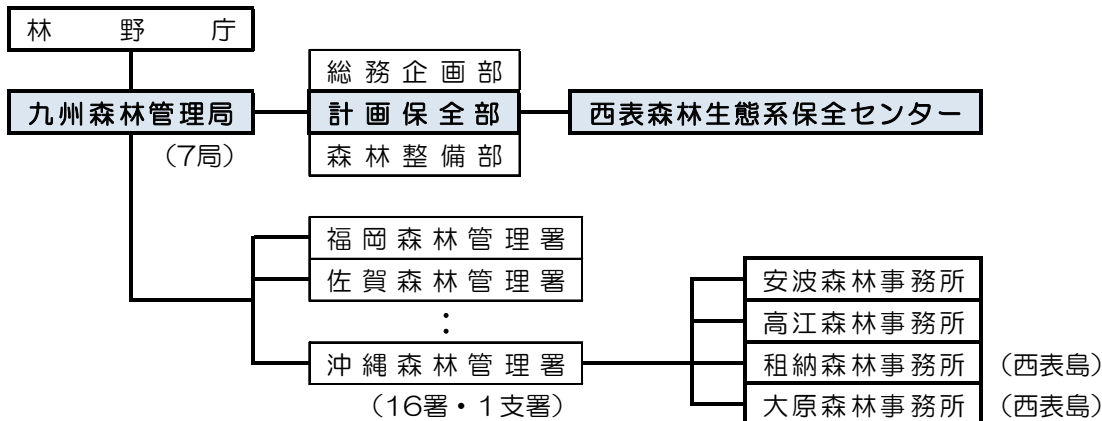 林野庁
総務企画部
九州森林管理局
計画保全部
西表森林生態系保全センター
(7局)
森林整備部
福岡森林管理署
佐賀森林管理署
：
沖縄森林管理署
(16署・1支署)
安波森林事務所
高江森林事務所
租納森林事務所 (西表島)
大原森林事務所 (西表島)